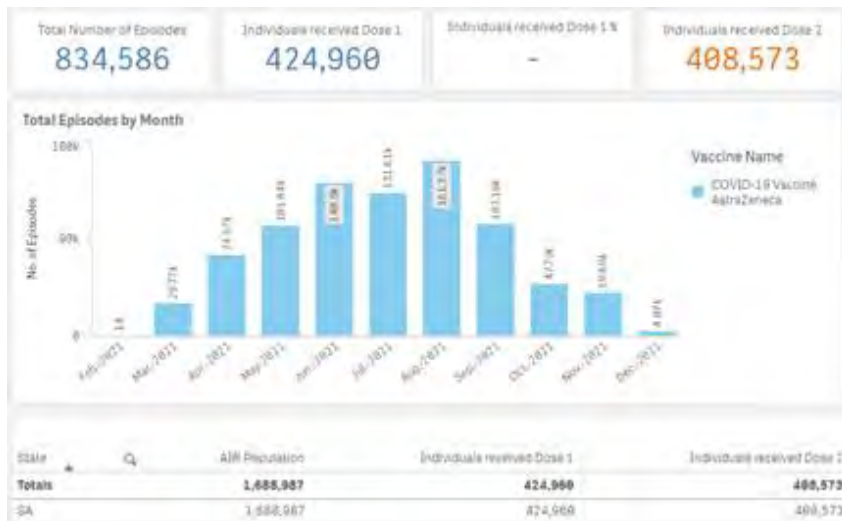 Total Number of Episodes
834,586
Individuals received Dose 1
424,960
Individuals received Dose 1 %
-
Individuals received Dose 2
408,573
Total Episodes by Month
No. of Episodes
0
Feb-2021
Mar-2021
Apr-2021
May-2021
Jun-2021
Jul-2021
Aug-2021
Sep-2021
Oct-2021
Nov-2021
Dec-2021
Vaccine Name
COVID-19 Vaccine
AstraZeneca
State
AIR Population
Individuals received Dose 1
Individuals received Dose 2
Totals
1,688,987
424,960
408,573
SA
1,688,987
424,960
408,573